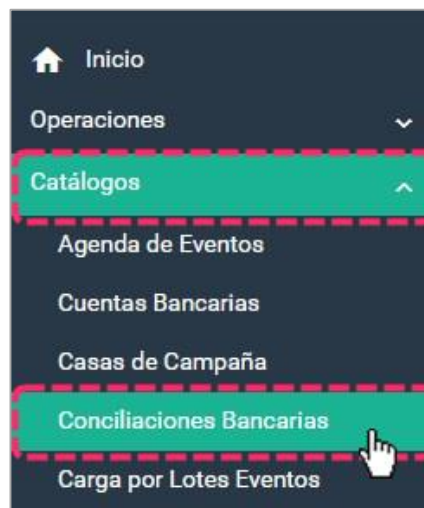 Inicio
Operaciones
Catálogos
Agenda de Eventos
Cuentas Bancarias
Casas de Campaña
Conciliaciones Bancarias
Carga por Lotes Eventos